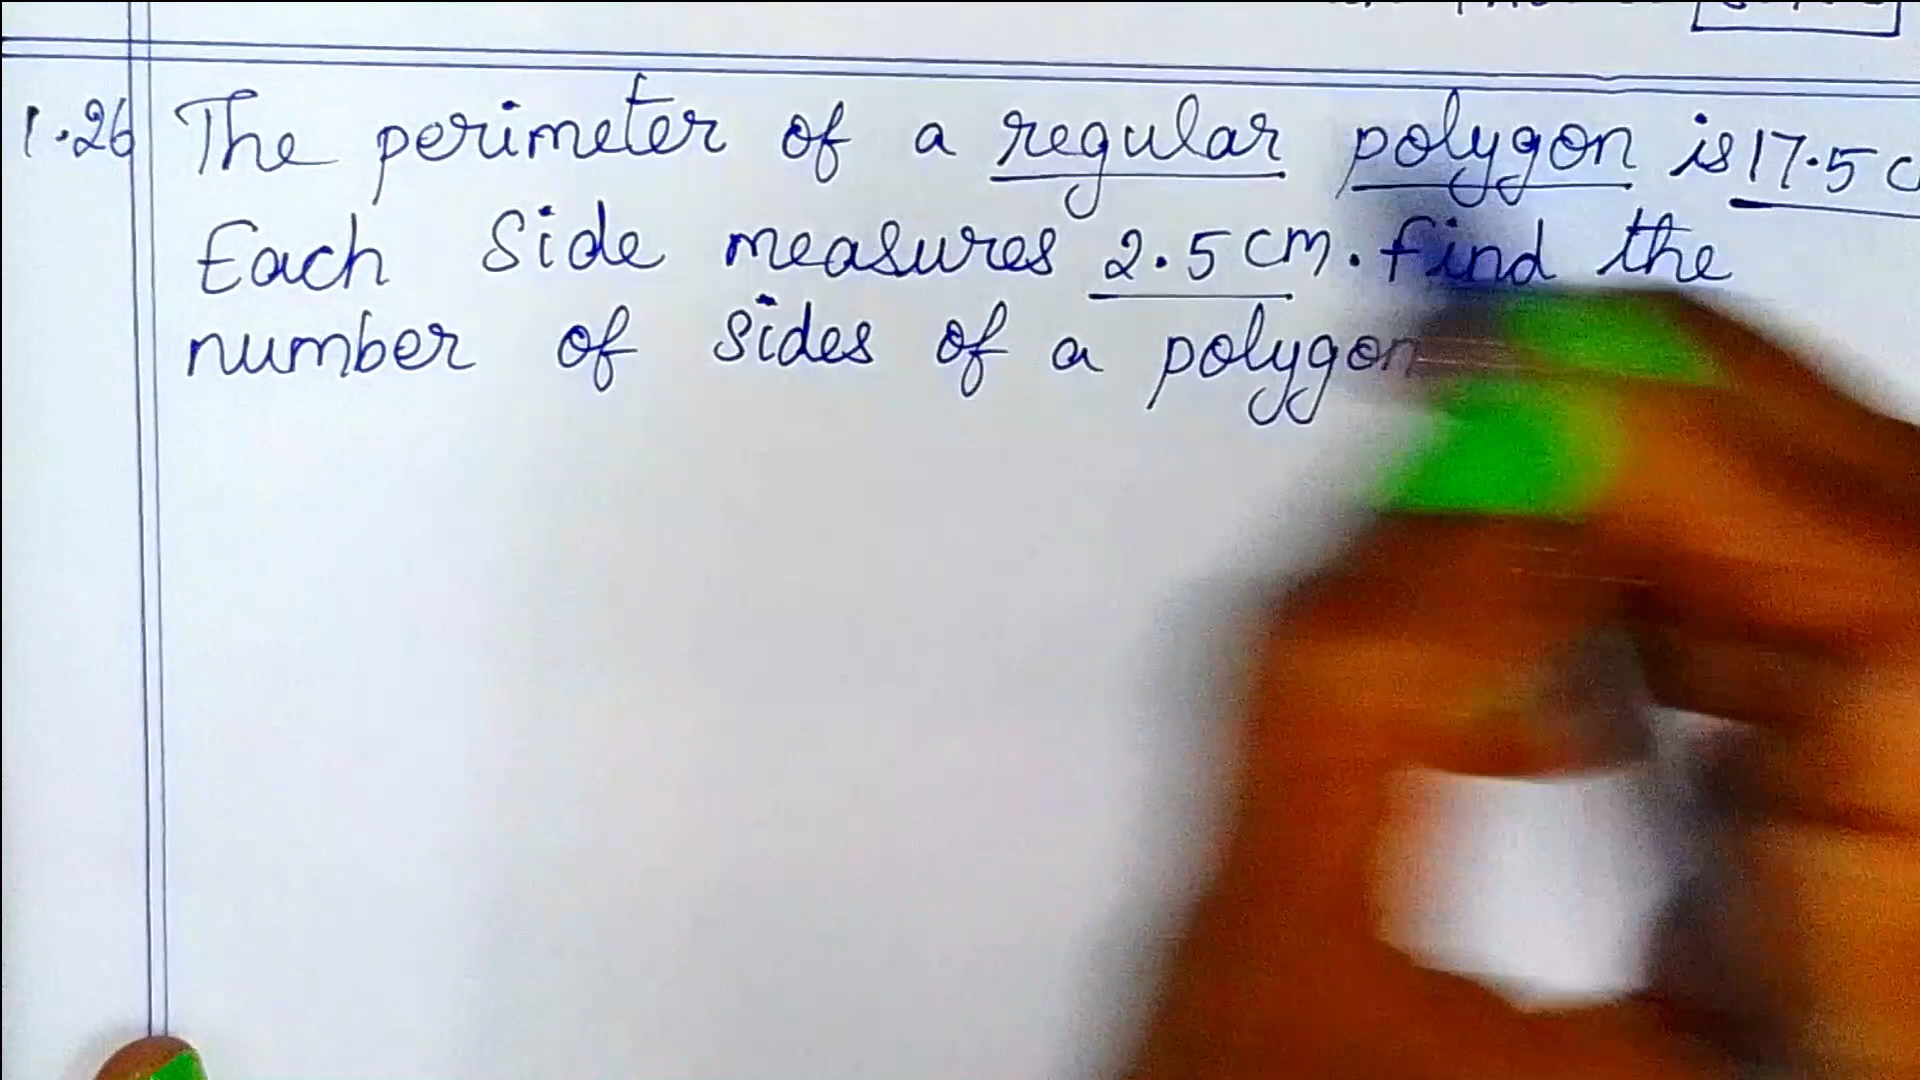 1.26 The perimeter of a regular polygon is 17.5 c
Each side measures 2.5 cm. find the
number of sides of a polygon